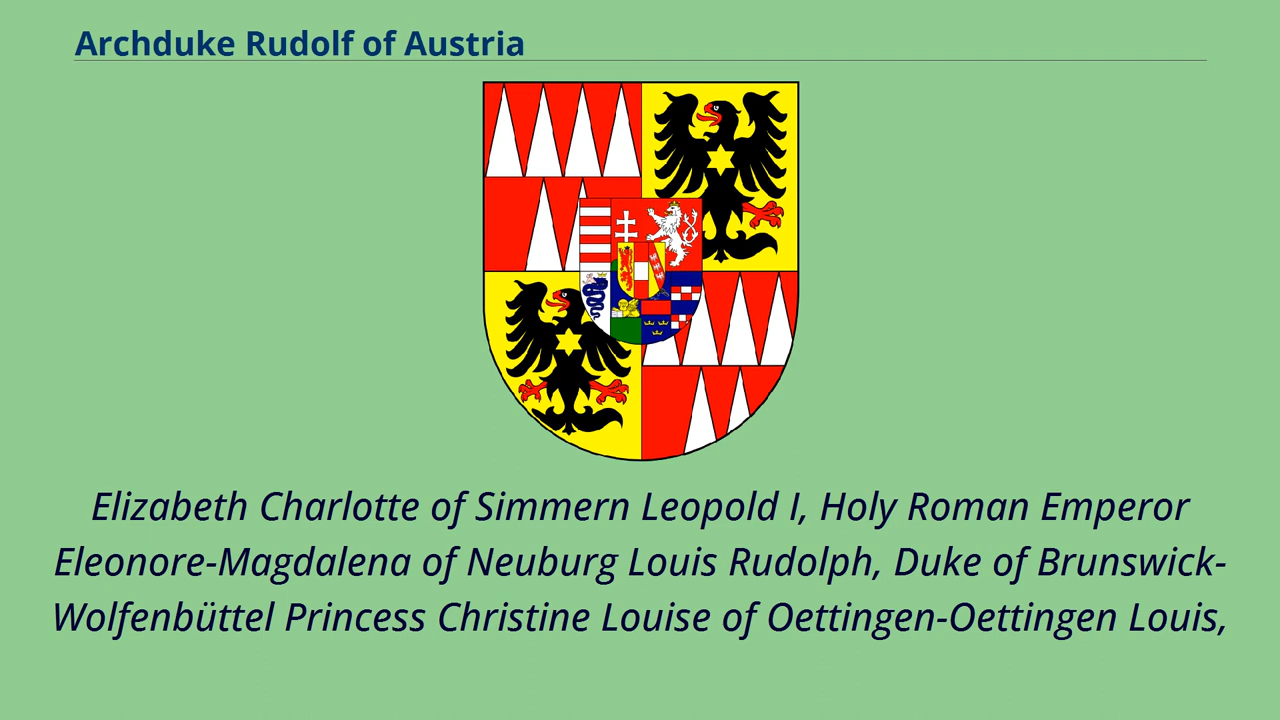 Archduke Rudolf of Austria
Elizabeth Charlotte of Simmern Leopold I, Holy Roman Emperor
Eleonore-Magdalena of Neuburg Louis Rudolph, Duke of Brunswick-
Wolfenbüttel Princess Christine Louise of Oettingen-Oettingen Louis,